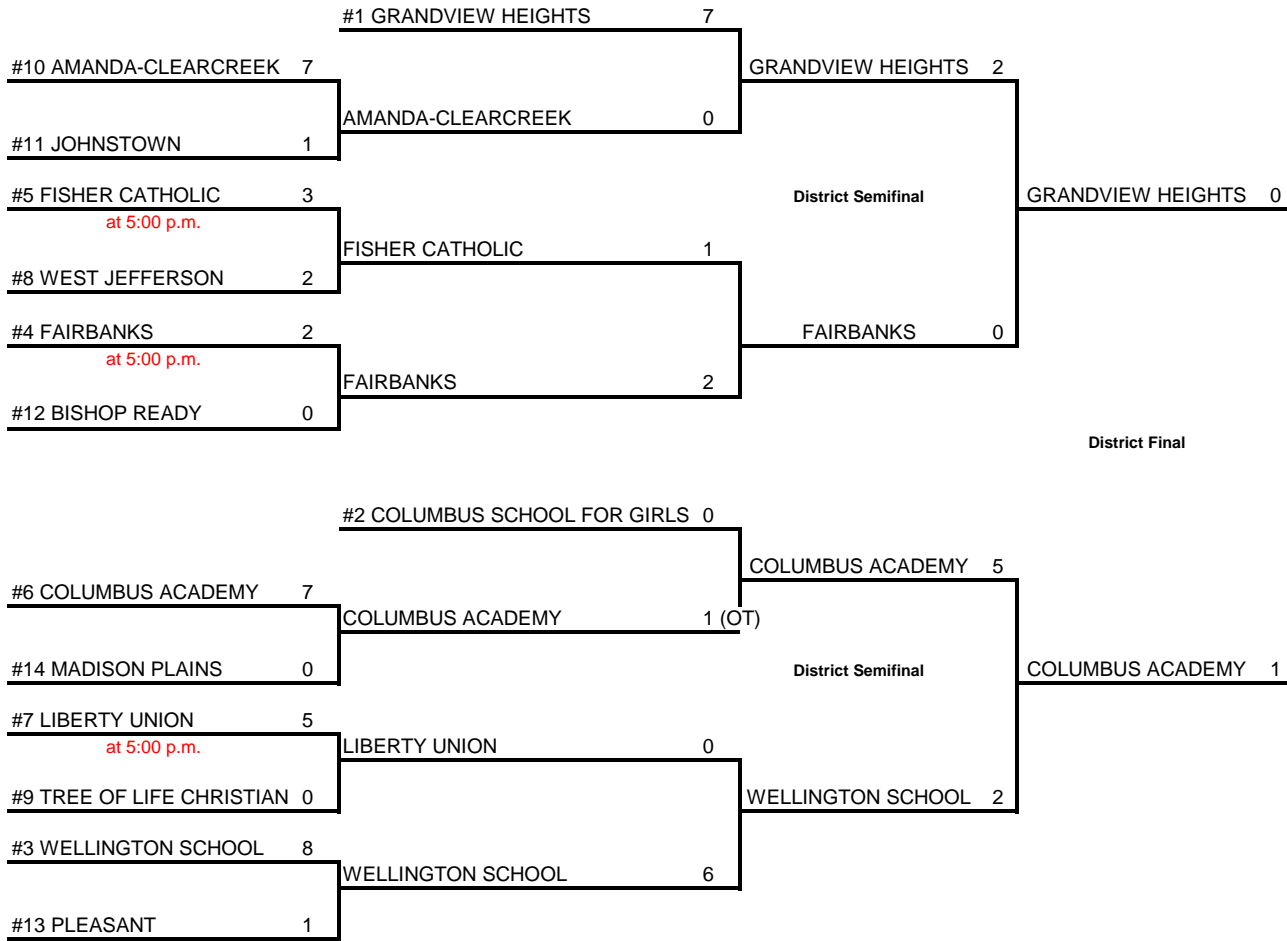 #1 GRANDVIEW HEIGHTS 7
#10 AMANDA-CLEARCREEK 7
GRANDVIEW HEIGHTS 2
AMANDA-CLEARCREEK 0
#11 JOHNSTOWN 1
#5 FISHER CATHOLIC 3
District Semifinal
GRANDVIEW HEIGHTS 0
at 5:00 p.m.
FISHER CATHOLIC 1
#8 WEST JEFFERSON 2
#4 FAIRBANKS 2
FAIRBANKS 0
at 5:00 p.m.
FAIRBANKS 2
#12 BISHOP READY 0
District Final
#2 COLUMBUS SCHOOL FOR GIRLS 0
COLUMBUS ACADEMY 5
#6 COLUMBUS ACADEMY 7
COLUMBUS ACADEMY 1 (OT)
#14 MADISON PLAINS 0
District Semifinal
COLUMBUS ACADEMY 1
#7 LIBERTY UNION 5
at 5:00 p.m.
LIBERTY UNION 0
#9 TREE OF LIFE CHRISTIAN 0
WELLINGTON SCHOOL 2
#3 WELLINGTON SCHOOL 8
WELLINGTON SCHOOL 6
#13 PLEASANT 1